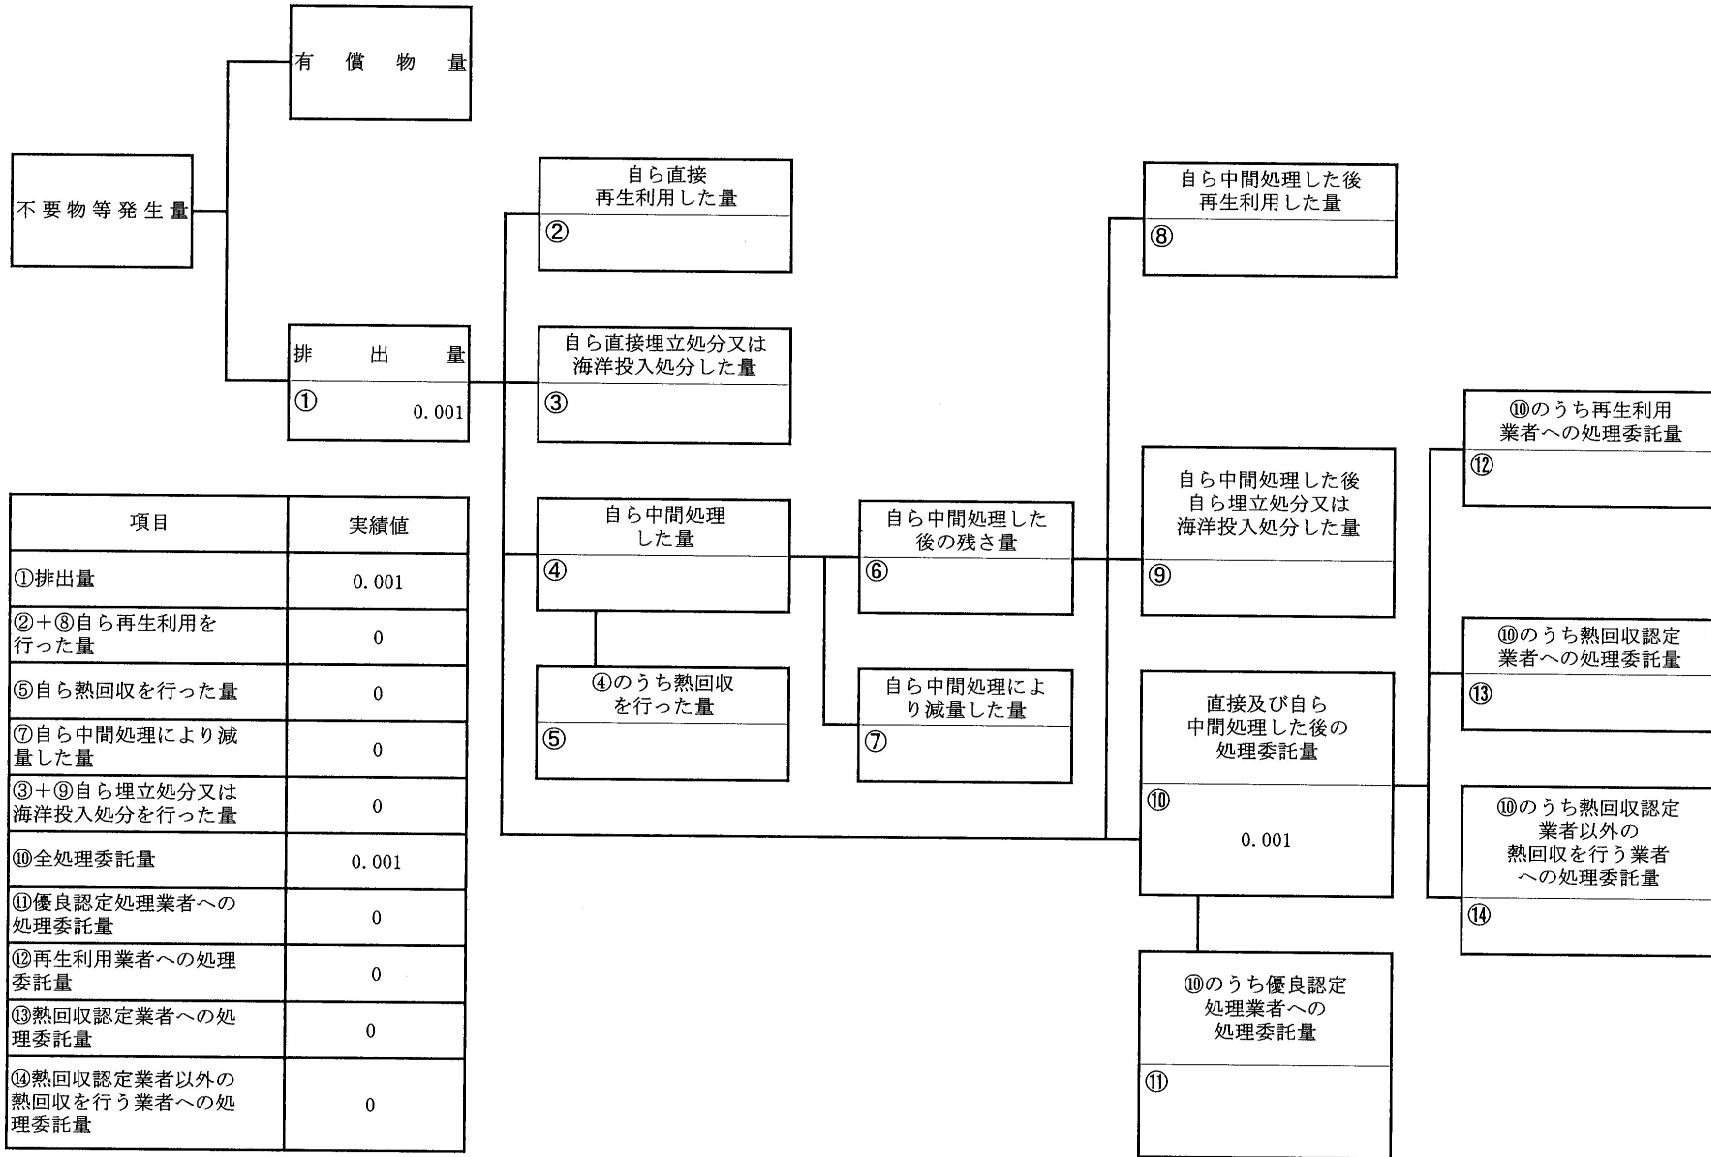 有償物量
不要物等発生量
排出量
①
0.001
自ら直接
再生利用した量
②
自ら直接埋立処分又は
海洋投入処分した量
③
自ら中間処理
した量
④
④のうち熱回収
を行った量
⑤
自ら中間処理した
後の残さ量
⑥
自ら中間処理によ
り減量した量
⑦
自ら中間処理した後
再生利用した量
⑧
自ら中間処理した後
自ら埋立処分又は
海洋投入処分した量
⑨
直接及び自ら
中間処理した後の
処理委託量
⑩
0.001
⑩のうち優良認定
処理業者への
処理委託量
⑪
⑩のうち再生利用
業者への処理委託量
⑫
⑩のうち熱回収認定
業者への処理委託量
⑬
⑩のうち熱回収認定
業者以外の
熱回収を行う業者
への処理委託量
⑭
項目 実績値
①排出量 0.001
②+⑧自ら再生利用を
行った量 0
⑤自ら熱回収を行った量 0
⑦自ら中間処理により減
量した量 0
③+⑨自ら埋立処分又は
海洋投入処分を行った量 0
⑩全処理委託量 0.001
⑪優良認定処理業者への
処理委託量 0
⑫再生利用業者への処理
委託量 0
⑬熱回収認定業者への処
理委託量 0
⑭熱回収認定業者以外の
熱回収を行う業者への処
理委託量 0